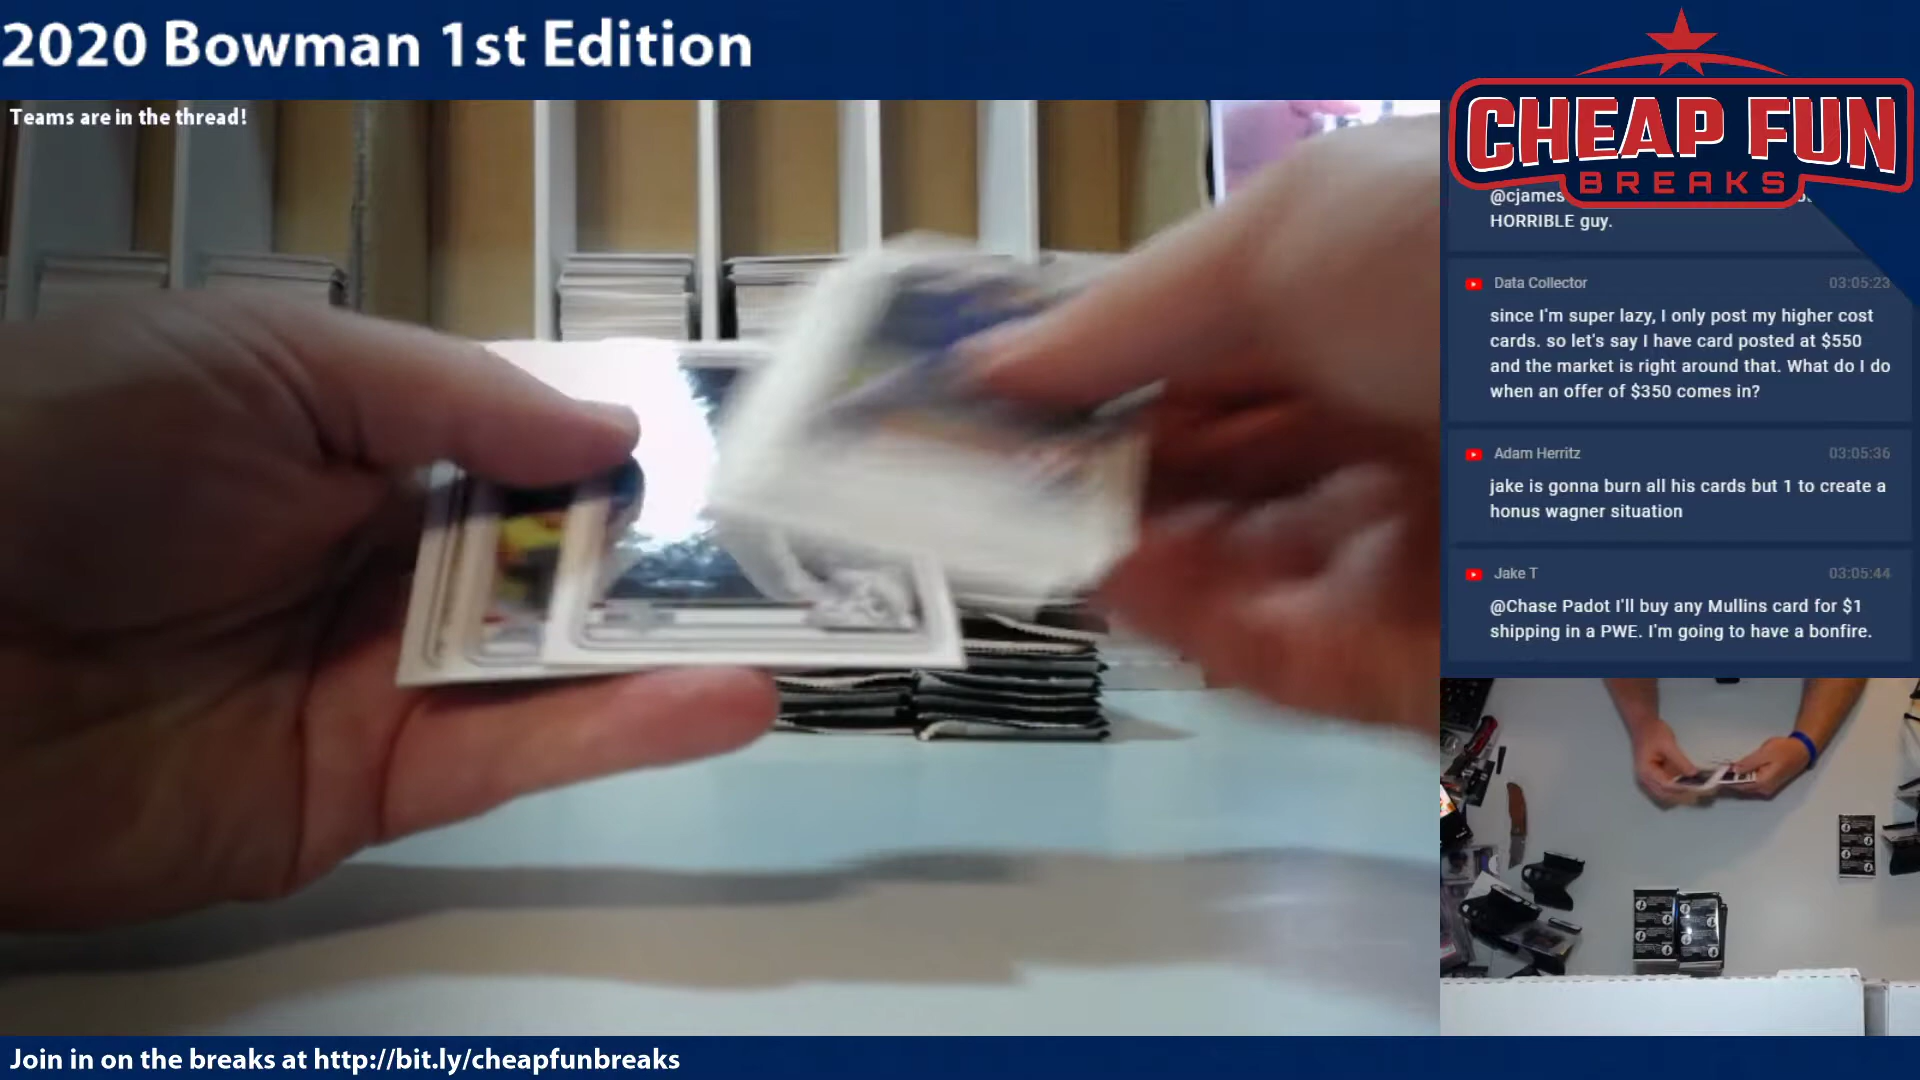 2020 Bowman 1st Edition
Teams are in the thread!
CHEAP FUN
BREAKS
@cjames
HORRIBLE guy.
Data Collector 03:05:23
since I'm super lazy, I only post my higher cost
cards. so let's say I have card posted at $550
and the market is right around that. What do I do
when an offer of $350 comes in?
Adam Herritz 03:05:36
jake is gonna burn all his cards but 1 to create a
honus wagner situation
Jake T 03:05:44
@Chase Padot I'll buy any Mullins card for $1
shipping in a PWE. I'm going to have a bonfire.
Join in on the breaks at http://bit.ly/cheapfunbreaks